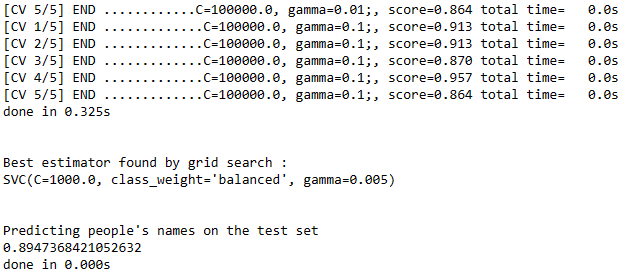 [CV 5/5] END ............C=100000.0, gamma=0.01;, score=0.864 total time=   0.0s
[CV 1/5] END .............C=100000.0, gamma=0.1;, score=0.913 total time=   0.0s
[CV 2/5] END .............C=100000.0, gamma=0.1;, score=0.913 total time=   0.0s
[CV 3/5] END .............C=100000.0, gamma=0.1;, score=0.870 total time=   0.0s
[CV 4/5] END .............C=100000.0, gamma=0.1;, score=0.957 total time=   0.0s
[CV 5/5] END .............C=100000.0, gamma=0.1;, score=0.864 total time=   0.0s
done in 0.325s
Best estimator found by grid search :
SVC(C=1000.0, class_weight='balanced', gamma=0.005)
Predicting people's names on the test set
0.8947368421052632
done in 0.000s